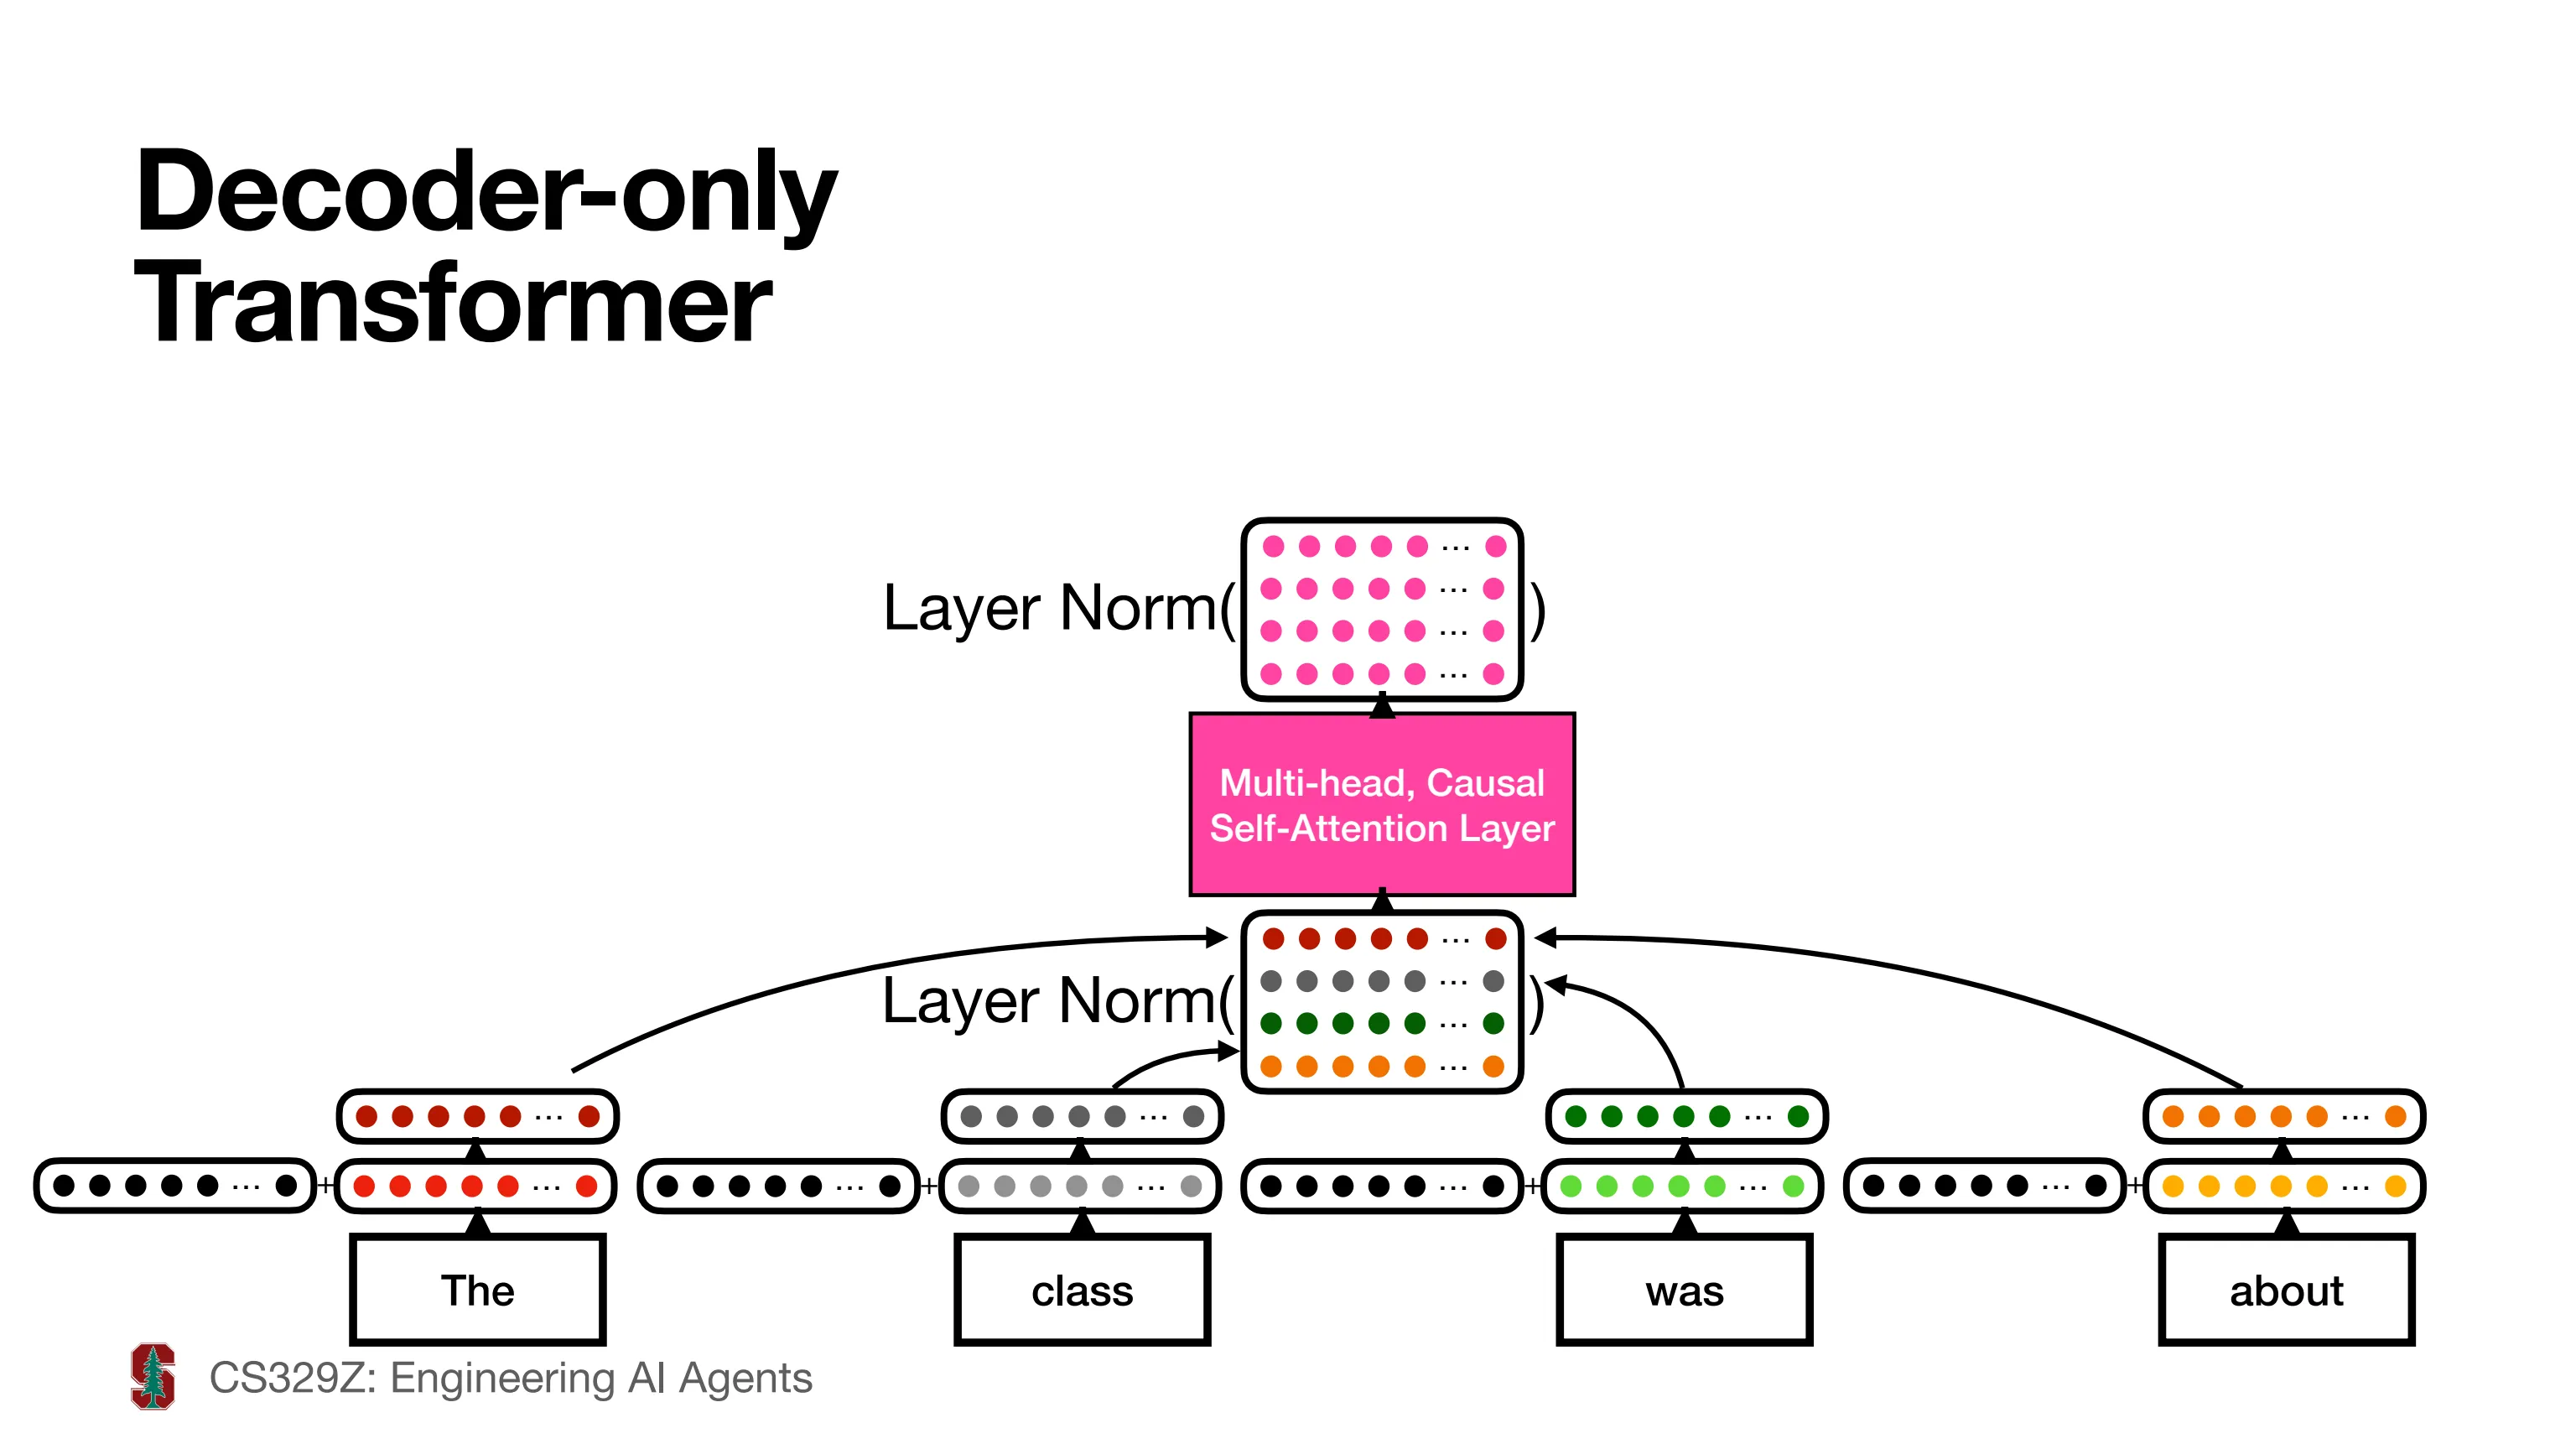 Decoder-only
Transformer
Layer Norm( ... ... ... ... )
Multi-head, Causal
Self-Attention Layer
Layer Norm( ... ... ... ... )
... ... ... ...
... + ... ... + ... ... + ... ... + ...
The class was about
CS329Z: Engineering AI Agents